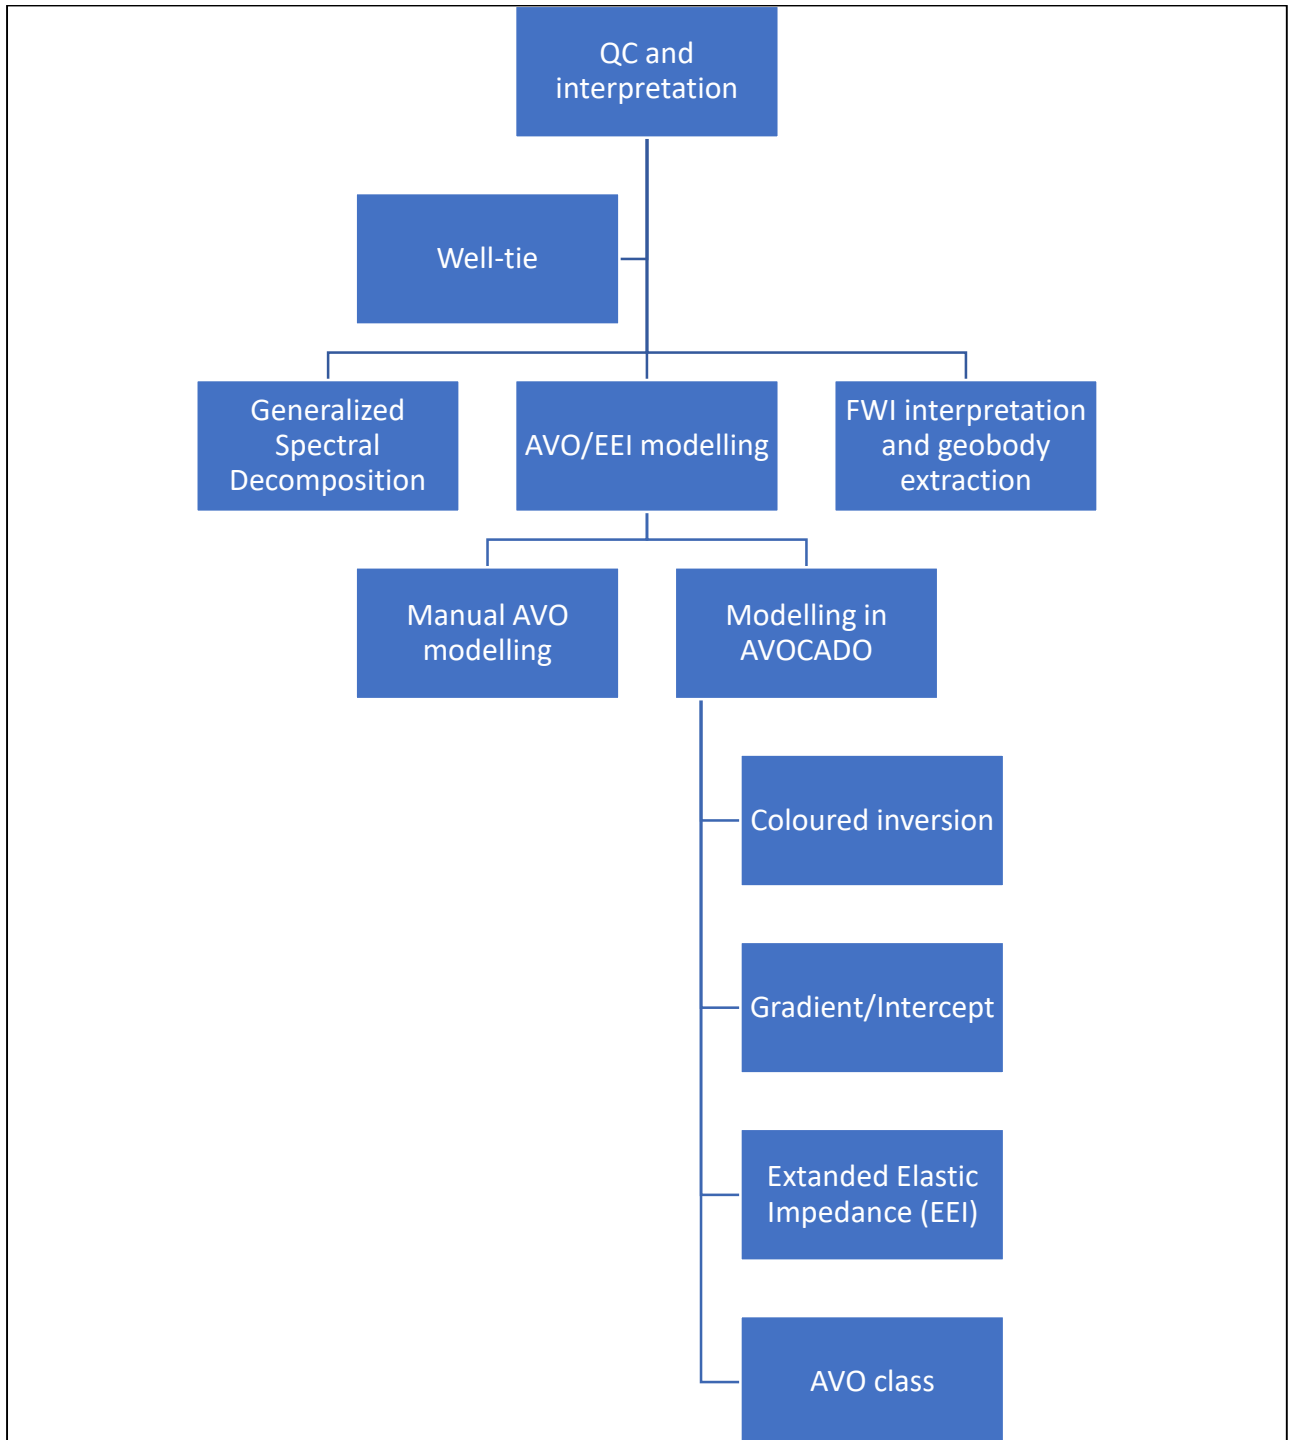 QC and
interpretation
Well-tie
Generalized
Spectral
Decomposition
AVO/EEI modelling
FWI interpretation
and geobody
extraction
Manual AVO
modelling
Modelling in
AVOCADO
Coloured inversion
Gradient/Intercept
Extanded Elastic
Impedance (EEI)
AVO class